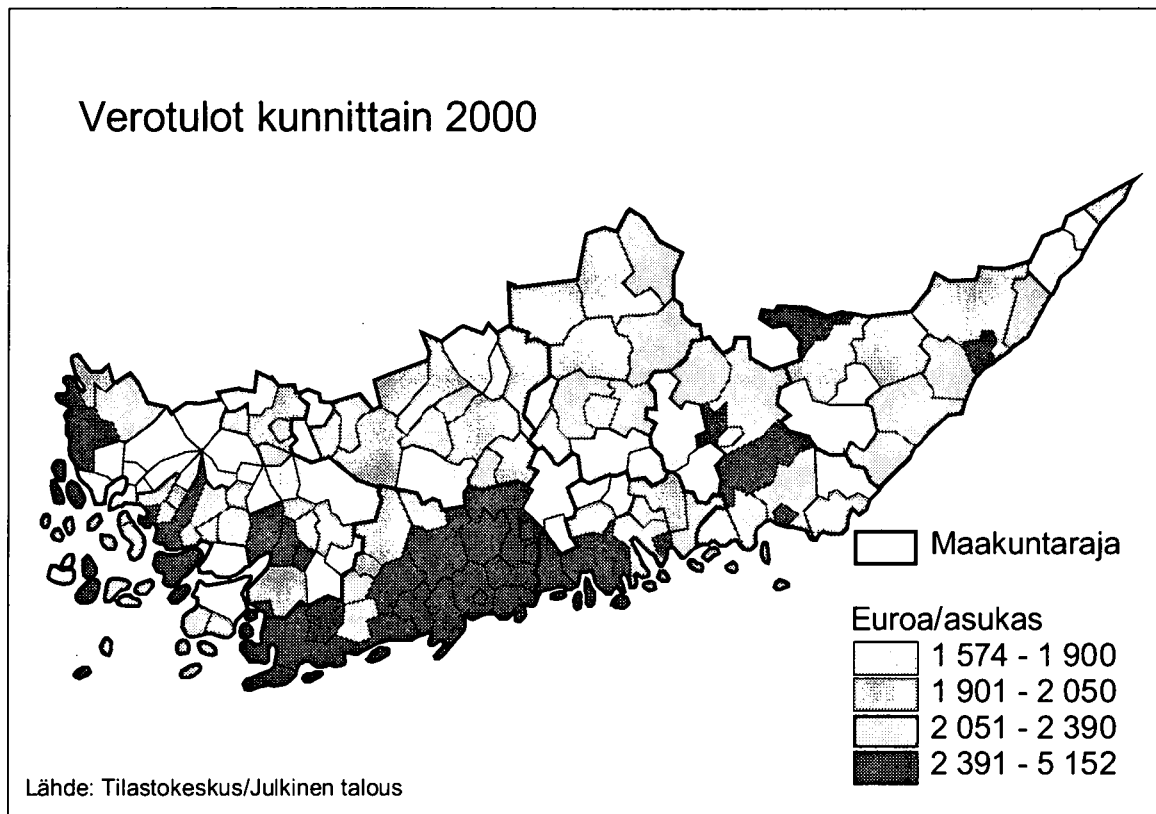 Verotulot kunnittain 2000
Maakuntaraja
Euroa/asukas
1 574 - 1 900
1 901 - 2 050
2 051 - 2 390
2 391 - 5 152
Lähde: Tilastokeskus/Julkinen talous